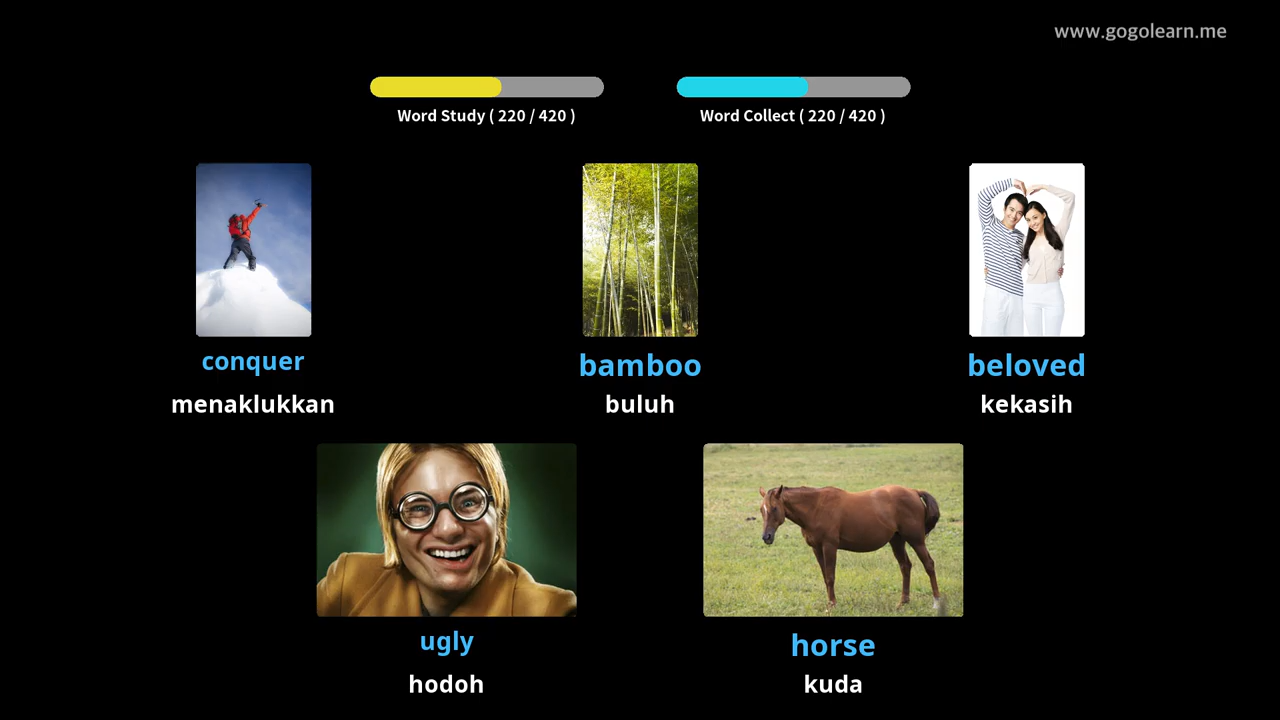 www.gogolearn.me
Word Study ( 220 / 420 )
Word Collect ( 220 / 420 )
conquer
menaklukkan
bamboo
buluh
beloved
kekasih
ugly
hodoh
horse
kuda